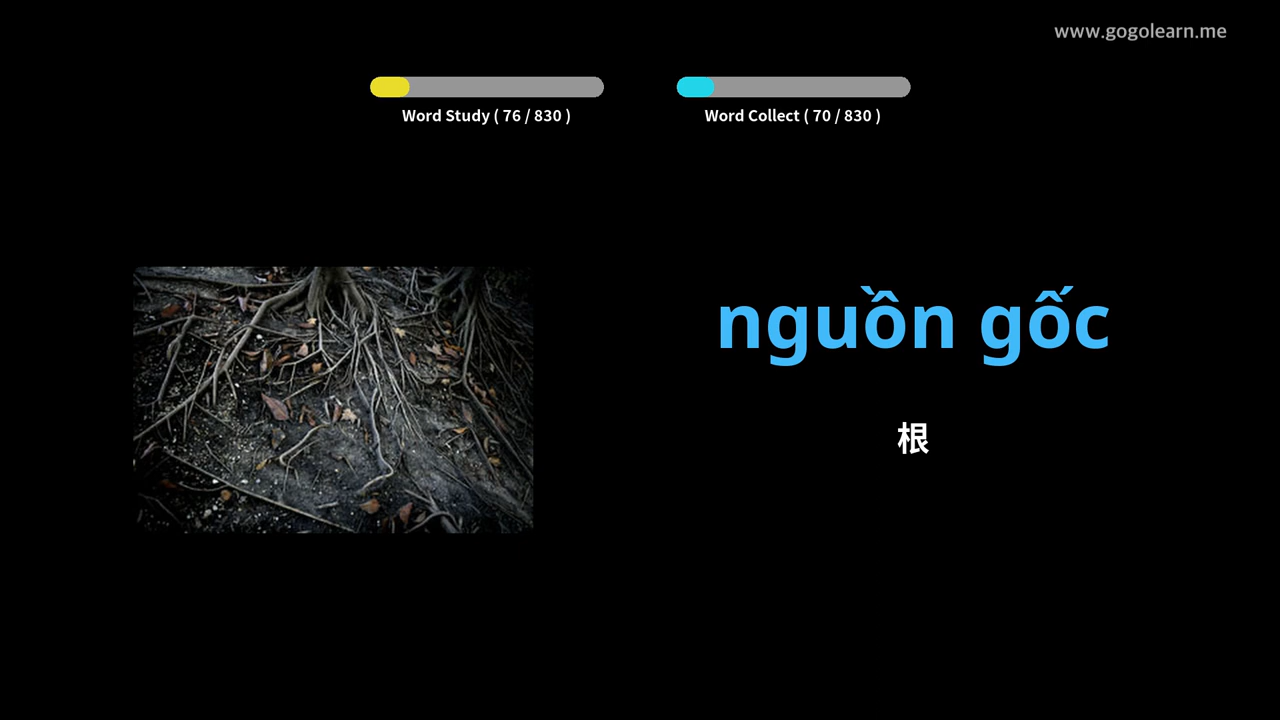 www.gogolearn.me
Word Study ( 76 / 830 )
Word Collect ( 70 / 830 )
nguồn gốc
根